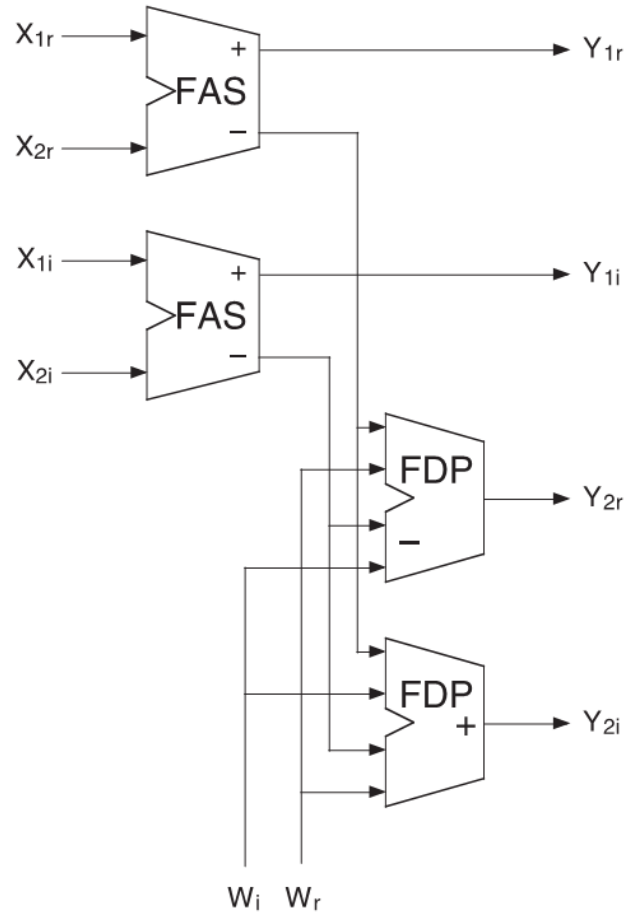 X1r
+
Y1r
FAS
X2r
−
X1i
+
Y1i
FAS
X2i
−
FDP
Y2r
−
FDP
+
Y2i
Wi Wr